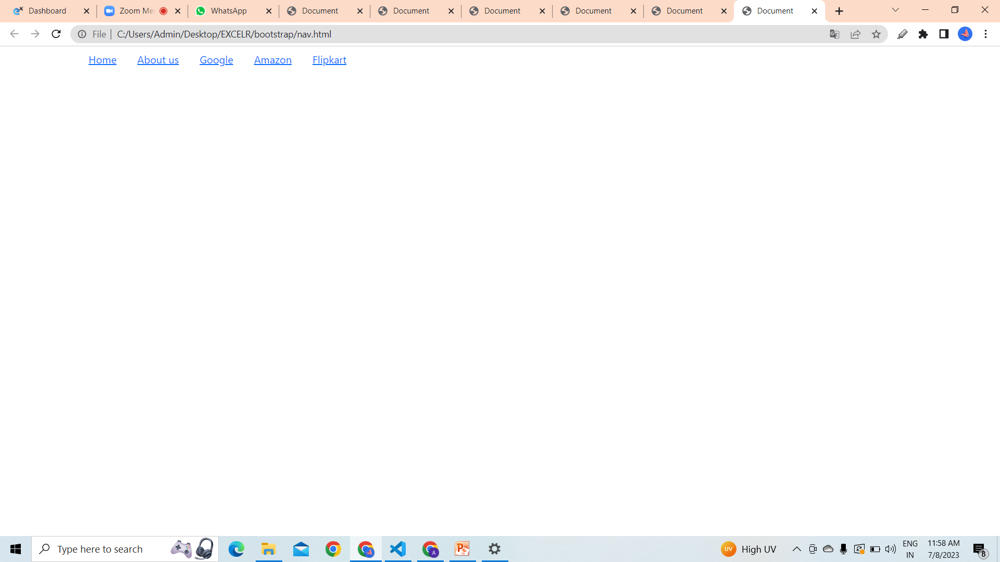 Dashboard Zoom Me WhatsApp Document Document Document Document Document Document
File C:/Users/Admin/Desktop/EXCELR/bootstrap/nav.html
Home About us Google Amazon Flipkart
Type here to search UV High UV ENG 11:58 AM
IN 7/8/2023 8